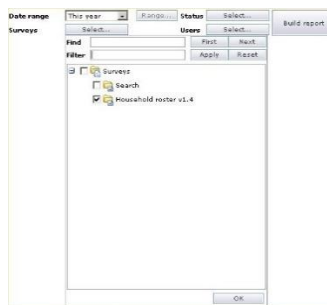 Date range This year Range... Status Select... Build report
Surveys Select... Users Select...
Find First Next
Filter Apply Reset
Surveys
Search
Household roster v1.4
OK